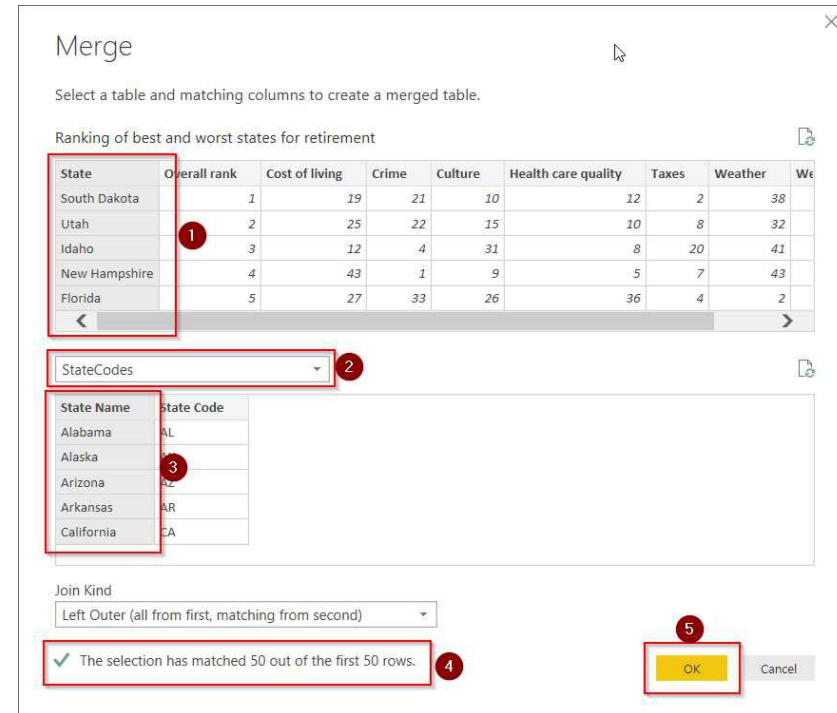 Merge
Select a table and matching columns to create a merged table.
Ranking of best and worst states for retirement
State Overall rank Cost of living Crime Culture Health care quality Taxes Weather We
South Dakota 1 19 21 10 12 2 38
Utah 2 25 22 15 10 8 32
1
Idaho 3 12 4 31 8 20 41
New Hampshire 4 43 1 9 5 7 43
Florida 5 27 33 26 36 4 2
StateCodes 2
State Name State Code
Alabama AL
Alaska
3
Arizona AZ
Arkansas AR
California CA
Join Kind
Left Outer (all from first, matching from second)
5
The selection has matched 50 out of the first 50 rows. 4
OK Cancel